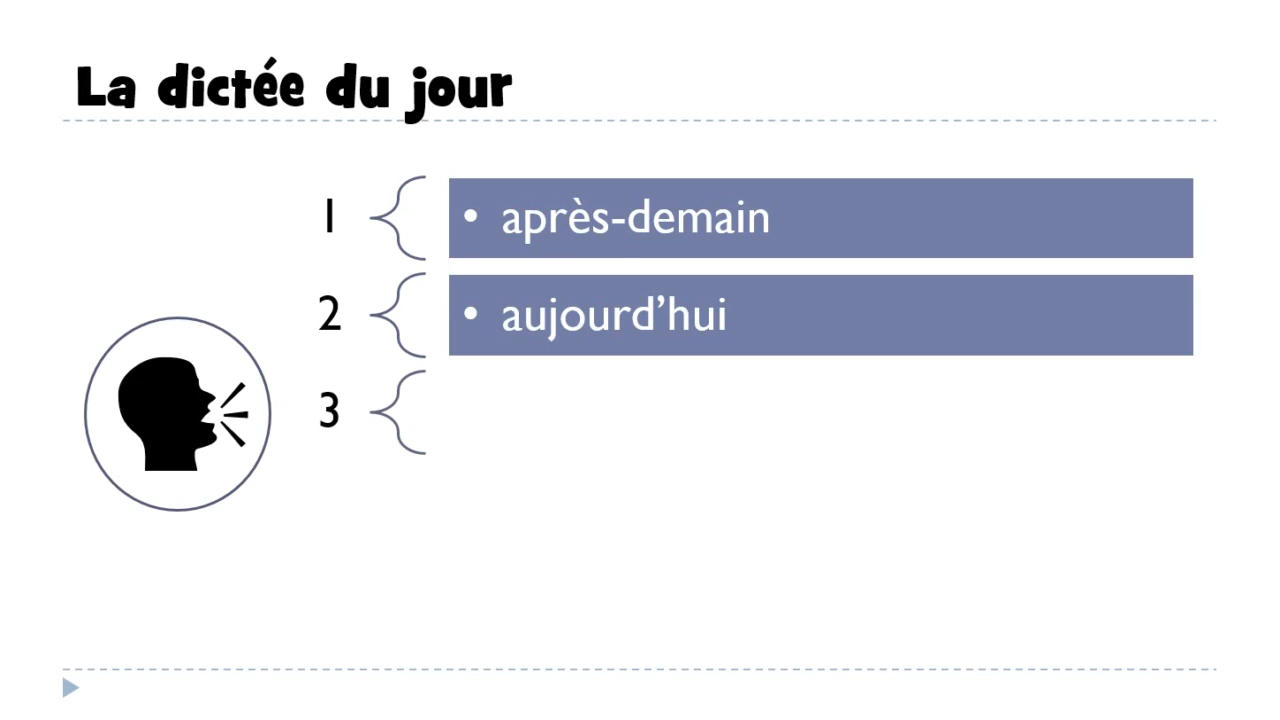 La dictée du jour
1
• après-demain
2
• aujourd’hui
3